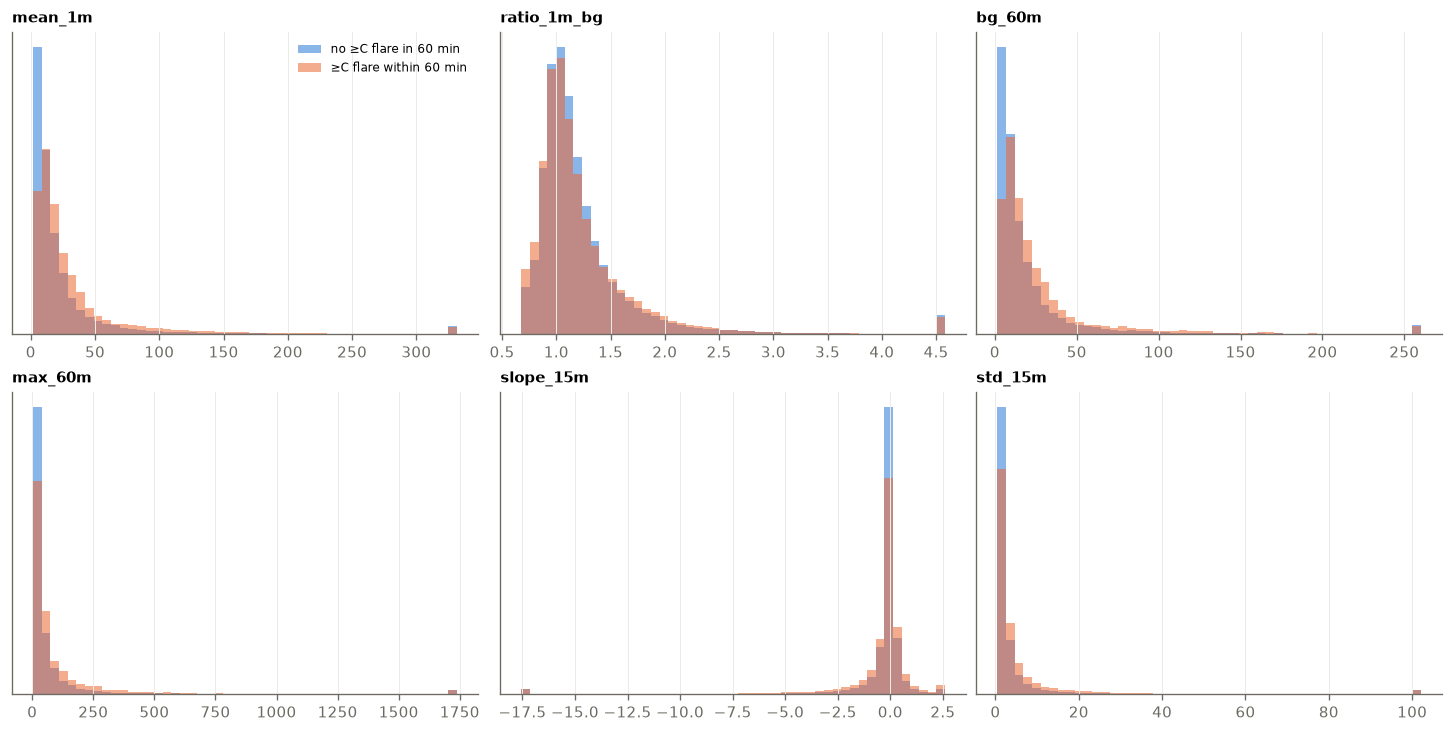 mean_1m
no ≥C flare in 60 min
≥C flare within 60 min
0 50 100 150 200 250 300
ratio_1m_bg
0.5 1.0 1.5 2.0 2.5 3.0 3.5 4.0 4.5
bg_60m
0 50 100 150 200 250
max_60m
0 250 500 750 1000 1250 1500 1750
slope_15m
−17.5 −15.0 −12.5 −10.0 −7.5 −5.0 −2.5 0.0 2.5
std_15m
0 20 40 60 80 100